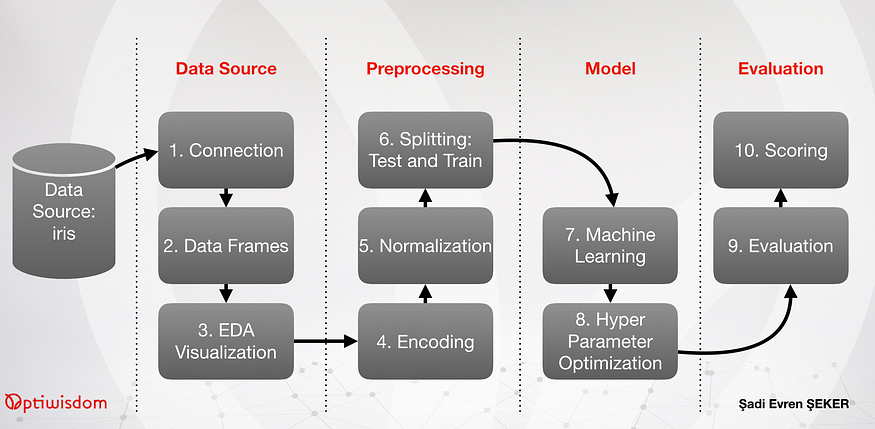 Data Source
Preprocessing
Model
Evaluation
Data
Source:
iris
1. Connection
2. Data Frames
3. EDA
Visualization
4. Encoding
5. Normalization
6. Splitting:
Test and Train
7. Machine
Learning
8. Hyper
Parameter
Optimization
9. Evaluation
10. Scoring
Optiwisdom
Şadi Evren ŞEKER